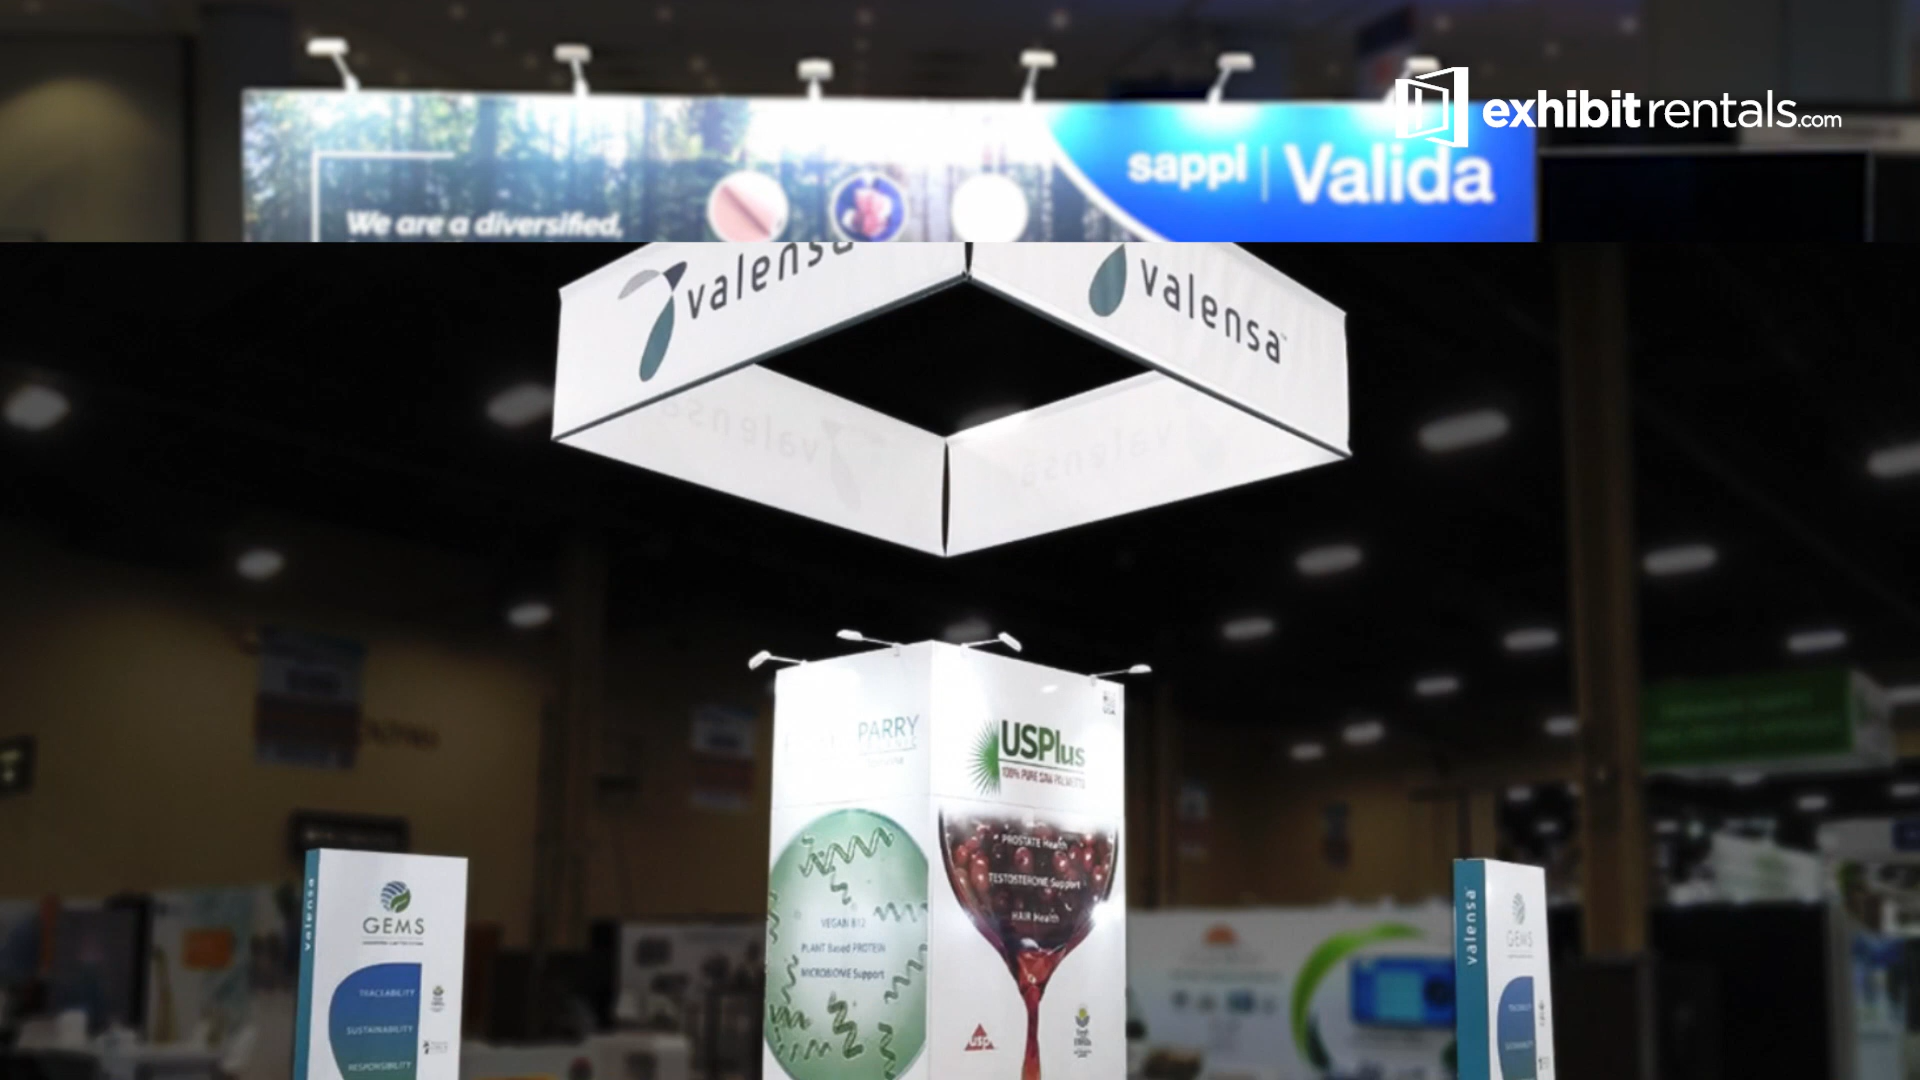 exhibitrentals.com
sappi | Valida
We are a diversified,
valensa
valensa
PARRY
USPlus
100% PURE SAW PALMETTO
PROSTATE Health
TESTOSTERONE Support
HAIR Health
VEGAN B12
PLANT Based PROTEIN
MICROBIOME Support
usp
valensa
GEMS
TRACEABILITY
SUSTAINABILITY
RESPONSIBILITY
valensa
GEMS